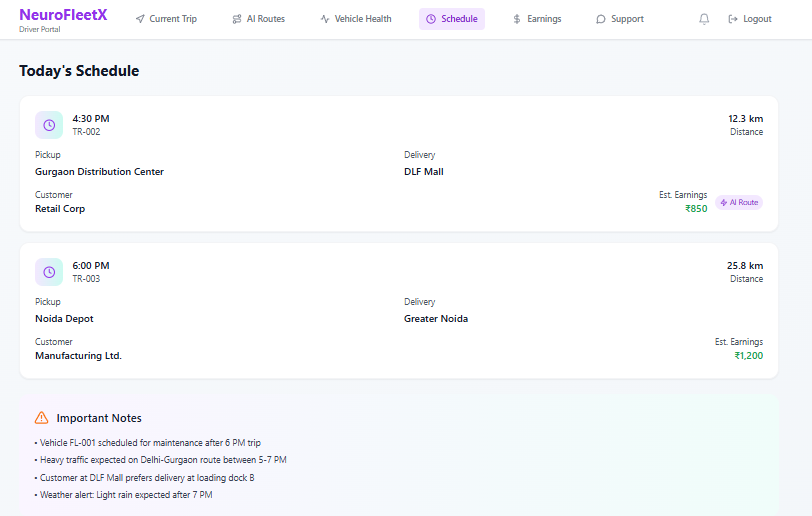 NeuroFleetX
Driver Portal
Current Trip
AI Routes
Vehicle Health
Schedule
Earnings
Support
Logout
Today's Schedule
4:30 PM
TR-002
12.3 km
Distance
Pickup
Gurgaon Distribution Center
Delivery
DLF Mall
Customer
Retail Corp
Est. Earnings
₹850
AI Route
6:00 PM
TR-003
25.8 km
Distance
Pickup
Noida Depot
Delivery
Greater Noida
Customer
Manufacturing Ltd.
Est. Earnings
₹1,200
Important Notes
• Vehicle FL-001 scheduled for maintenance after 6 PM trip
• Heavy traffic expected on Delhi-Gurgaon route between 5-7 PM
• Customer at DLF Mall prefers delivery at loading dock B
• Weather alert: Light rain expected after 7 PM